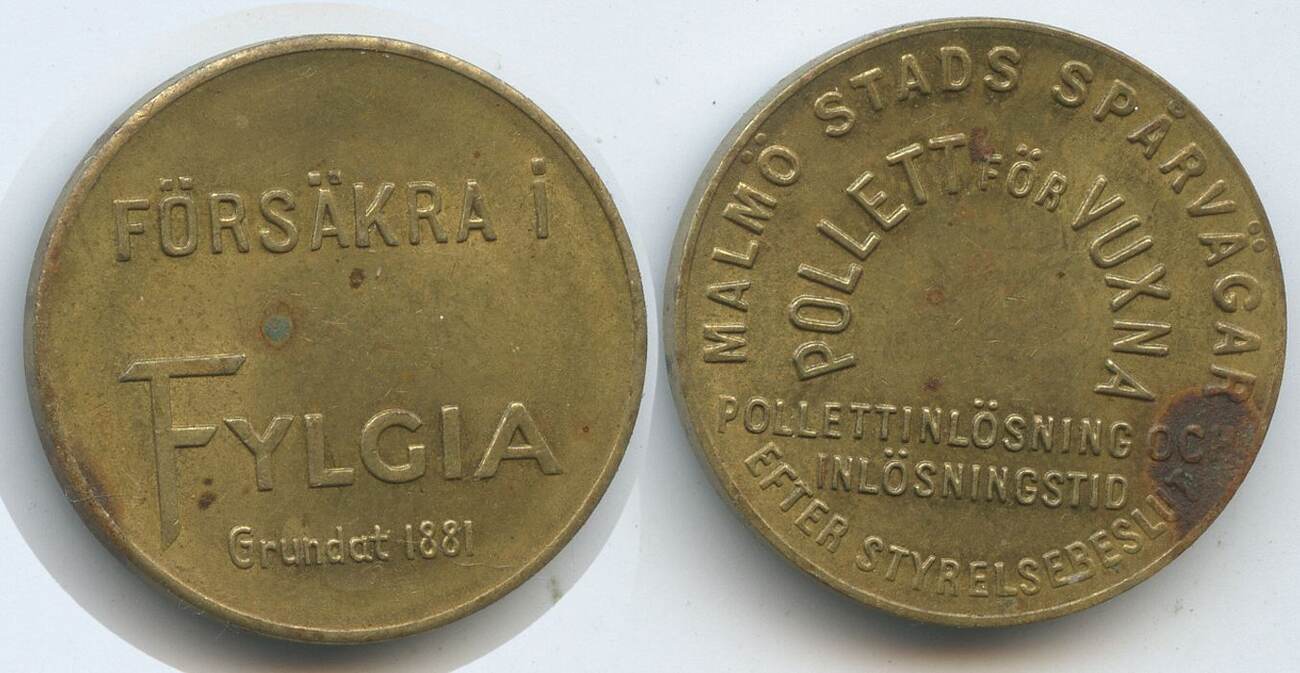 FÖRSÄKRA i
FYLGIA
Grundat 1881
MALMÖ STADS SPÅRVÄGAR
POLLETT FÖR VUXNA
POLLETTINLÖSNING OCH
INLÖSNINGSTID
EFTER STYRELSEBESLUT